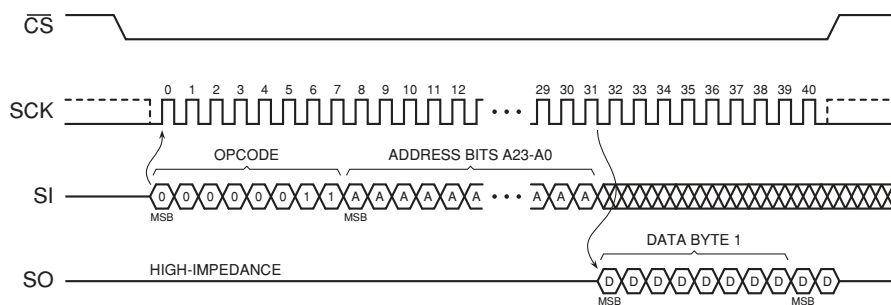 CS
0 1 2 3 4 5 6 7 8 9 10 11 12 29 30 31 32 33 34 35 36 37 38 39 40
SCK
OPCODE ADDRESS BITS A23-A0
SI 0 0 0 0 0 0 1 1 A A A A A A A A
MSB MSB
DATA BYTE 1
SO HIGH-IMPEDANCE D D D D D D D D D D
MSB MSB